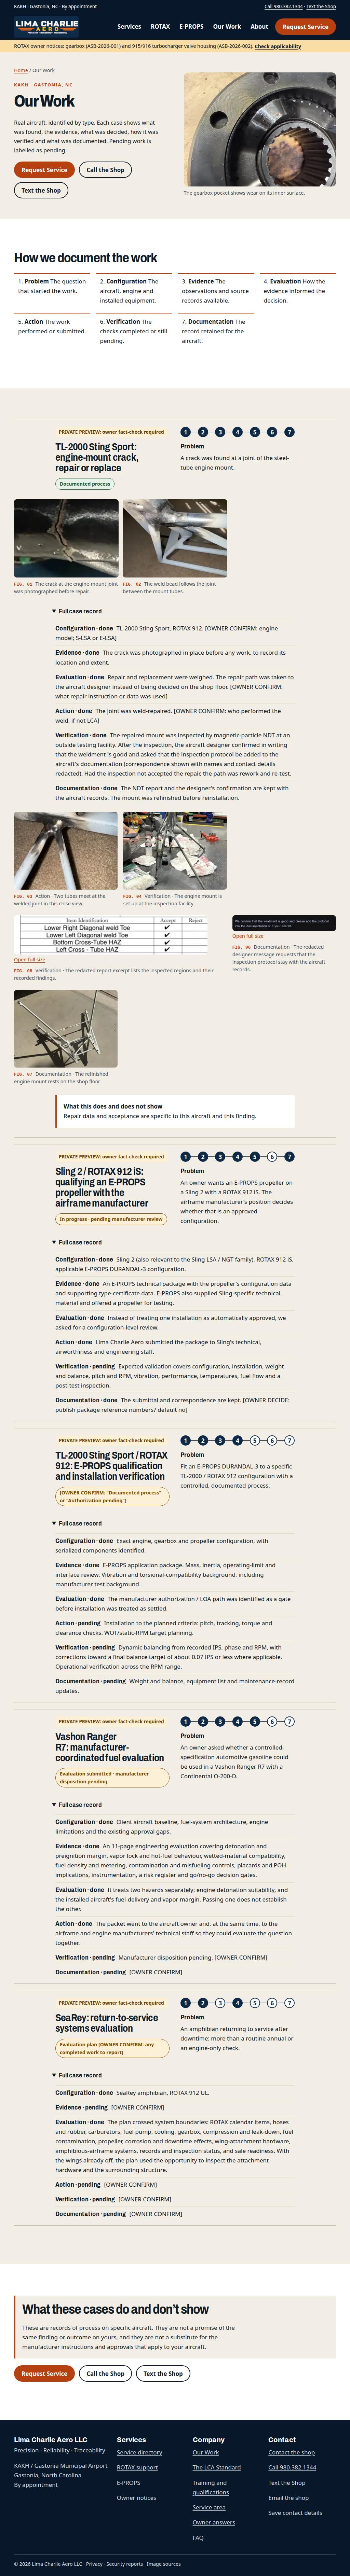 KAKH · Gastonia, NC · By appointment
Call 980.382.1344 · Text the Shop
LIMA CHARLIE
AERO
Services
ROTAX
E-PROPS
Our Work
About
Request Service
ROTAX owner notices: gearbox (ASB-2026-001) and 915/916 turbocharger valve housing (ASB-2026-002). Check applicability
Home / Our Work
KAKH · GASTONIA, NC
Our Work
Real aircraft, identified by type. Each case shows what
was found, the evidence, what was decided, how it was
verified and what was documented. Pending work is
labelled as pending.
Request Service
Call the Shop
Text the Shop
The gearbox pocket shows wear on its inner surface.
How we document the work
1. Problem The question
that started the work.
2. Configuration The
aircraft, engine and
installed equipment.
3. Evidence The
observations and source
records available.
4. Evaluation How the
evidence informed the
decision.
5. Action The work
performed or submitted.
6. Verification The
checks completed or still
pending.
7. Documentation The
record retained for the
aircraft.
PRIVATE PREVIEW: owner fact-check required
TL-2000 Sting Sport:
engine-mount crack,
repair or replace
Documented process
1 2 3 4 5 6 7
Problem
A crack was found at a joint of the steel-
tube engine mount.
FIG. 01 The crack at the engine-mount joint
was photographed before repair.
FIG. 02 The weld bead follows the joint
between the mount tubes.
▼ Full case record
Configuration · done TL-2000 Sting Sport, ROTAX 912. [OWNER CONFIRM: engine
model; S-LSA or E-LSA]
Evidence · done The crack was photographed in place before any work, to record its
location and extent.
Evaluation · done Repair and replacement were weighed. The repair path was taken to
the aircraft designer instead of being decided on the shop floor. [OWNER CONFIRM:
what repair instruction or data was used]
Action · done The joint was weld-repaired. [OWNER CONFIRM: who performed the
weld, if not LCA]
Verification · done The repaired mount was inspected by magnetic-particle NDT at an
outside testing facility. After the inspection, the aircraft designer confirmed in writing
that the weldment is good and asked that the inspection protocol be added to the
aircraft's documentation (correspondence shown with names and contact details
redacted). Had the inspection not accepted the repair, the path was rework and re-test.
Documentation · done The NDT report and the designer's confirmation are kept with
the aircraft records. The mount was refinished before reinstallation.
FIG. 03 Action · Two tubes meet at the
welded joint in this close view.
FIG. 04 Verification · The engine mount is
set up at the inspection facility.
Item Identification Accept Reject
Lower Right Diagonal weld Toe ✔
Lower Left Diagonal weld Toe ✔
Bottom Cross-Tube HAZ ✔
Left - Cross Tube HAZ ✔
Open full size
FIG. 05 Verification · The redacted report excerpt lists the inspected regions and their
recorded findings.
We confirm that the weldment is good and please add the protocol
into the documentation of a your aircraft.
Open full size
FIG. 06 Documentation · The redacted
designer message requests that the
inspection protocol stay with the aircraft
records.
FIG. 07 Documentation · The refinished
engine mount rests on the shop floor.
What this does and does not show
Repair data and acceptance are specific to this aircraft and this finding.
PRIVATE PREVIEW: owner fact-check required
Sling 2 / ROTAX 912 iS:
qualifying an E-PROPS
propeller with the
airframe manufacturer
In progress · pending manufacturer review
1 2 3 4 5 6 7
Problem
An owner wants an E-PROPS propeller on
a Sling 2 with a ROTAX 912 iS. The
airframe manufacturer's position decides
whether that is an approved
configuration.
▼ Full case record
Configuration · done Sling 2 (also relevant to the Sling LSA / NGT family), ROTAX 912 iS,
applicable E-PROPS DURANDAL-3 configuration.
Evidence · done An E-PROPS technical package with the propeller's configuration data
and supporting type-certificate data. E-PROPS also supplied Sling-specific technical
material and offered a propeller for testing.
Evaluation · done Instead of treating one installation as automatically approved, we
asked for a configuration-level review.
Action · done Lima Charlie Aero submitted the package to Sling's technical,
airworthiness and engineering staff.
Verification · pending Expected validation covers configuration, installation, weight
and balance, pitch and RPM, vibration, performance, temperatures, fuel flow and a
post-test inspection.
Documentation · done The submittal and correspondence are kept. [OWNER DECIDE:
publish package reference numbers? default no]
PRIVATE PREVIEW: owner fact-check required
TL-2000 Sting Sport / ROTAX
912: E-PROPS qualification
and installation verification
[OWNER CONFIRM: "Documented process"
or "Authorization pending"]
1 2 3 4 5 6 7
Problem
Fit an E-PROPS DURANDAL-3 to a specific
TL-2000 / ROTAX 912 configuration with a
controlled, documented process.
▼ Full case record
Configuration · done Exact engine, gearbox and propeller configuration, with
serialized components identified.
Evidence · done E-PROPS application package. Mass, inertia, operating-limit and
interface review. Vibration and torsional-compatibility background, including
manufacturer test background.
Evaluation · done The manufacturer authorization / LOA path was identified as a gate
before installation was treated as settled.
Action · pending Installation to the planned criteria: pitch, tracking, torque and
clearance checks. WOT/static-RPM target planning.
Verification · pending Dynamic balancing from recorded IPS, phase and RPM, with
corrections toward a final balance target of about 0.07 IPS or less where applicable.
Operational verification across the RPM range.
Documentation · pending Weight and balance, equipment list and maintenance-record
updates.
PRIVATE PREVIEW: owner fact-check required
Vashon Ranger
R7: manufacturer-
coordinated fuel evaluation
Evaluation submitted · manufacturer
disposition pending
1 2 3 4 5 6 7
Problem
An owner asked whether a controlled-
specification automotive gasoline could
be used in a Vashon Ranger R7 with a
Continental O-200-D.
▼ Full case record
Configuration · done Client aircraft baseline, fuel-system architecture, engine
limitations and the existing approval gaps.
Evidence · done An 11-page engineering evaluation covering detonation and
preignition margin, vapor lock and hot-fuel behaviour, wetted-material compatibility,
fuel density and metering, contamination and misfueling controls, placards and POH
implications, instrumentation, a risk register and go/no-go decision gates.
Evaluation · done It treats two hazards separately: engine detonation suitability, and
the installed aircraft's fuel-delivery and vapor margin. Passing one does not establish
the other.
Action · done The packet went to the aircraft owner and, at the same time, to the
airframe and engine manufacturers' technical staff so they could evaluate the question
together.
Verification · pending Manufacturer disposition pending. [OWNER CONFIRM]
Documentation · pending [OWNER CONFIRM]
PRIVATE PREVIEW: owner fact-check required
SeaRey: return-to-service
systems evaluation
Evaluation plan [OWNER CONFIRM: any
completed work to report]
1 2 3 4 5 6 7
Problem
An amphibian returning to service after
downtime: more than a routine annual or
an engine-only check.
▼ Full case record
Configuration · done SeaRey amphibian, ROTAX 912 UL.
Evidence · pending [OWNER CONFIRM]
Evaluation · done The plan crossed system boundaries: ROTAX calendar items, hoses
and rubber, carburetors, fuel pump, cooling, gearbox, compression and leak-down, fuel
contamination, propeller, corrosion and downtime effects, wing-attachment hardware,
amphibious-airframe systems, records and inspection status, and sale readiness. With
the wings already off, the plan used the opportunity to inspect the attachment
hardware and the surrounding structure.
Action · pending [OWNER CONFIRM]
Verification · pending [OWNER CONFIRM]
Documentation · pending [OWNER CONFIRM]
What these cases do and don't show
These are records of process on specific aircraft. They are not a promise of the
same finding or outcome on yours, and they are not a substitute for the
manufacturer instructions and approvals that apply to your aircraft.
Request Service
Call the Shop
Text the Shop
Lima Charlie Aero LLC
Precision · Reliability · Traceability
KAKH / Gastonia Municipal Airport
Gastonia, North Carolina
By appointment
Services
Service directory
ROTAX support
E-PROPS
Owner notices
Company
Our Work
The LCA Standard
Training and
qualifications
Service area
Owner answers
FAQ
Contact
Contact the shop
Call 980.382.1344
Text the Shop
Email the shop
Save contact details
© 2026 Lima Charlie Aero LLC · Privacy · Security reports · Image sources